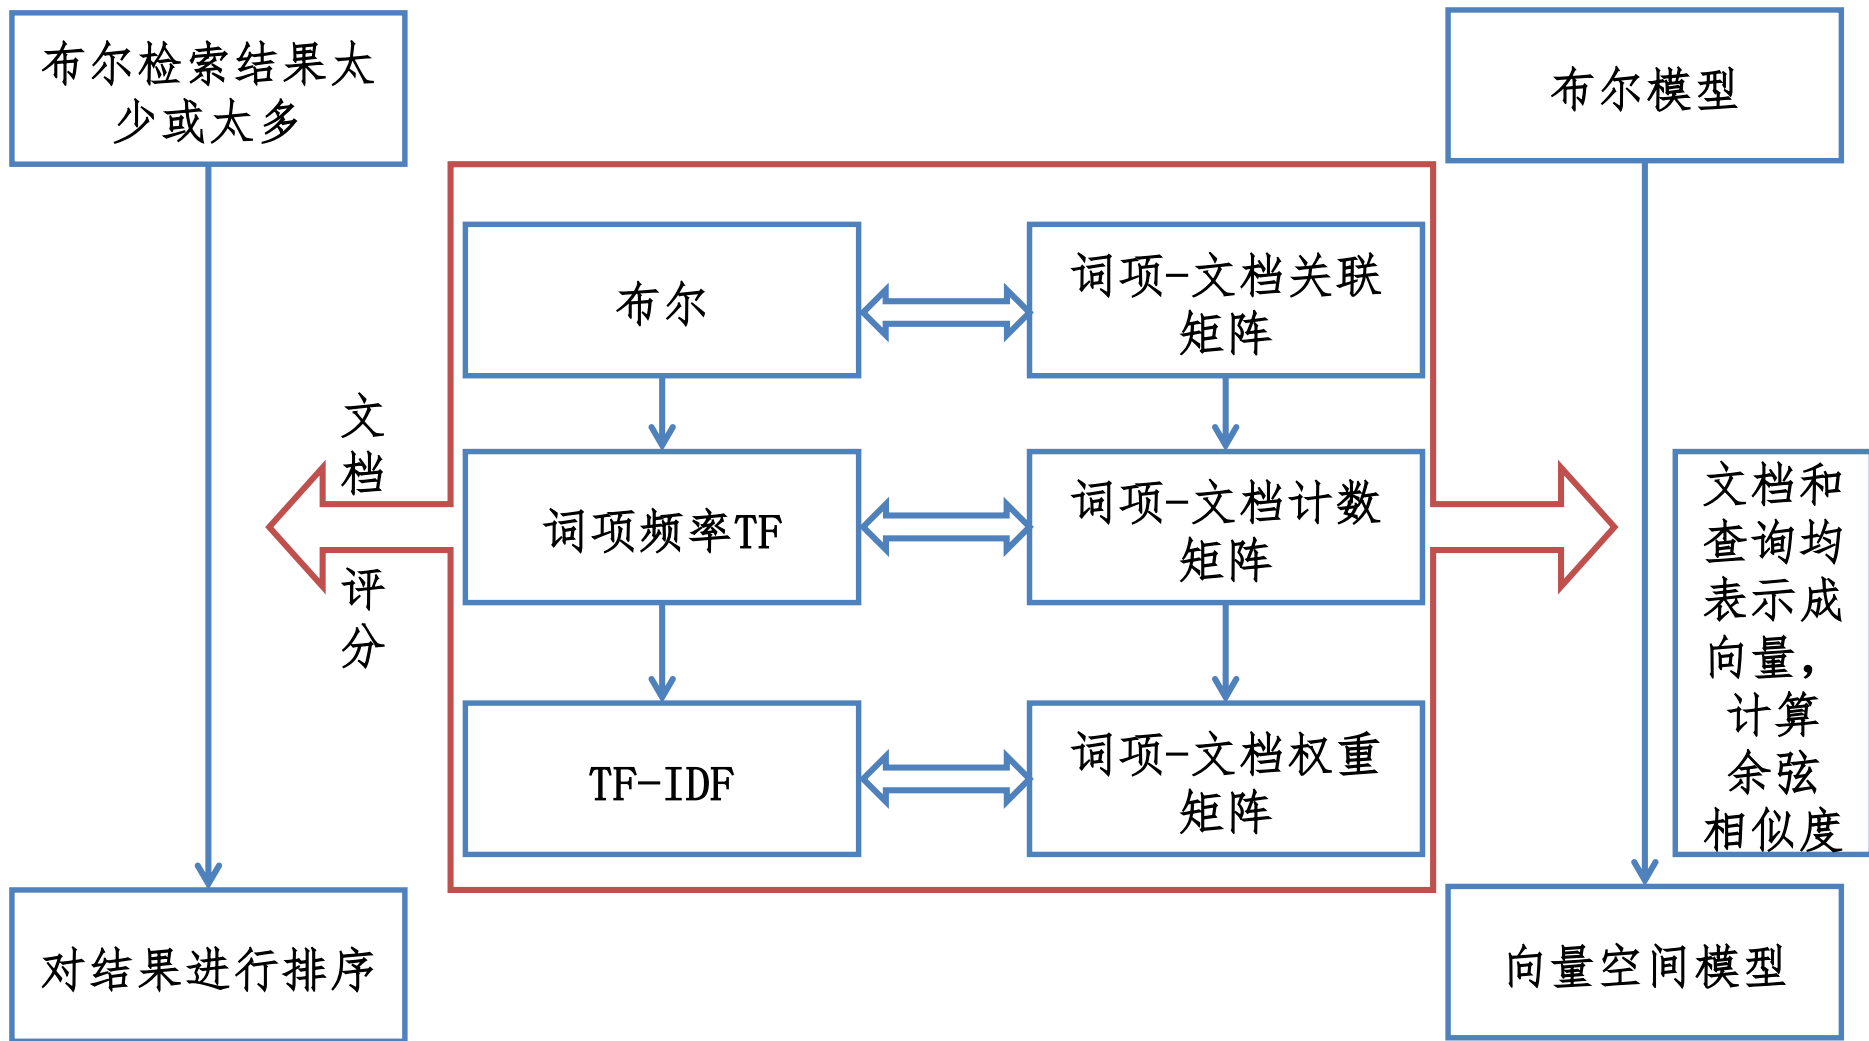 布尔检索结果太
少或太多
布尔模型
布尔
词项-文档关联
矩阵
文
档
评
分
词项频率TF
词项-文档计数
矩阵
TF-IDF
词项-文档权重
矩阵
文档和
查询均
表示成
向量，
计算
余弦
相似度
对结果进行排序
向量空间模型